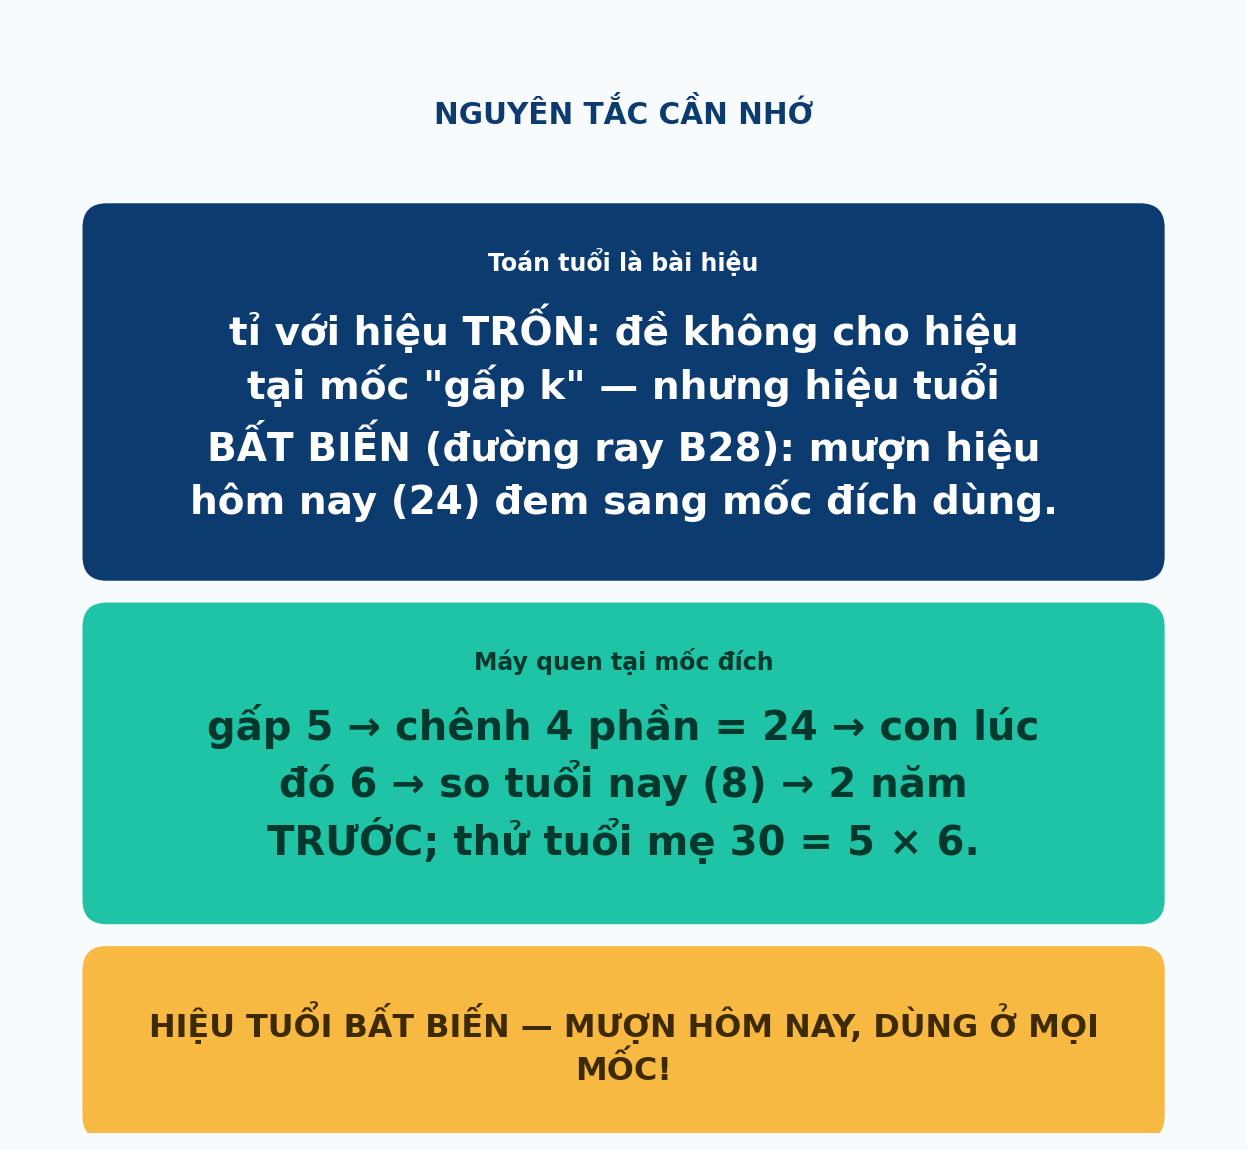 NGUYÊN TẮC CẦN NHỚ
Toán tuổi là bài hiệu
tỉ với hiệu TRỐN: đề không cho hiệu
tại mốc "gấp k" — nhưng hiệu tuổi
BẤT BIẾN (đường ray B28): mượn hiệu
hôm nay (24) đem sang mốc đích dùng.
Máy quen tại mốc đích
gấp 5 → chênh 4 phần = 24 → con lúc
đó 6 → so tuổi nay (8) → 2 năm
TRƯỚC; thử tuổi mẹ 30 = 5 × 6.
HIỆU TUỔI BẤT BIẾN — MƯỢN HÔM NAY, DÙNG Ở MỌI
MỐC!